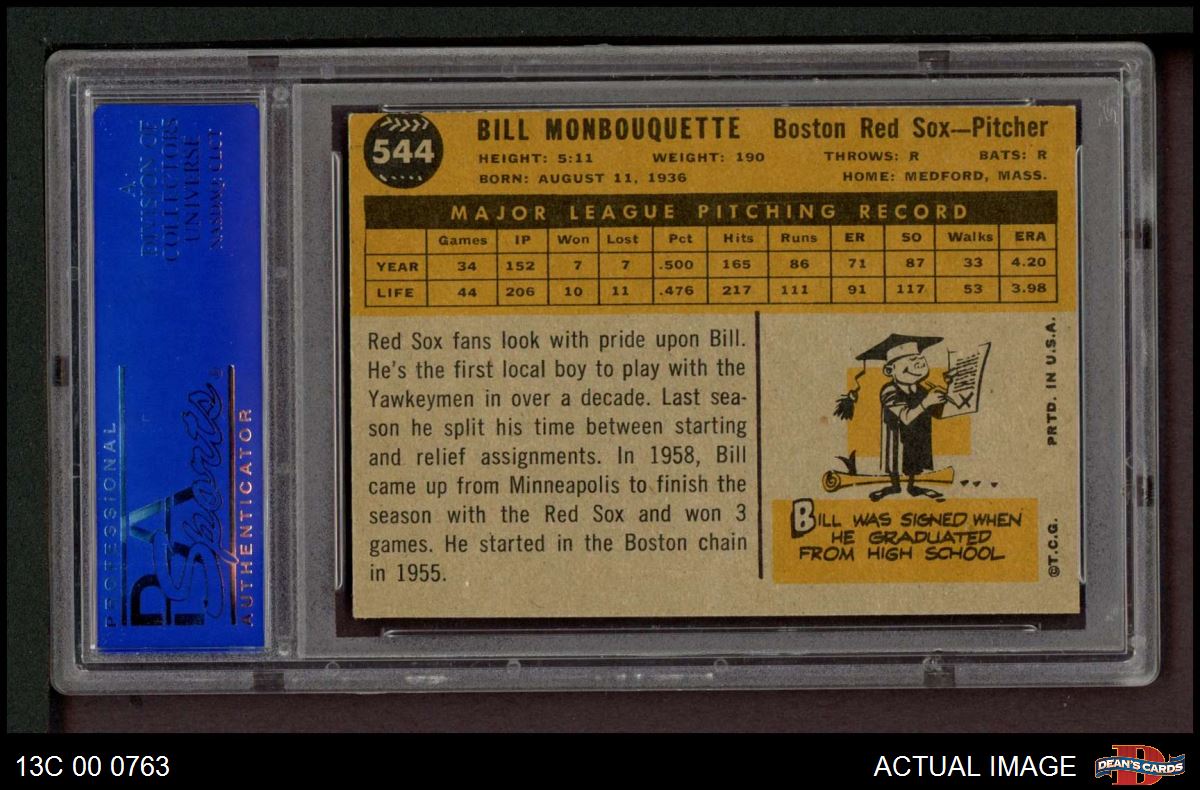 A
DIVISION OF
COLLECTORS
UNIVERSE
NASDAQ: CLCT
PROFESSIONAL
PSA
Sports
AUTHENTICATOR
544
BILL MONBOUQUETTE Boston Red Sox—Pitcher
HEIGHT: 5:11 WEIGHT: 190 THROWS: R BATS: R
BORN: AUGUST 11, 1936 HOME: MEDFORD, MASS.
MAJOR LEAGUE PITCHING RECORD
Games IP Won Lost Pct Hits Runs ER SO Walks ERA
YEAR 34 152 7 7 .500 165 86 71 87 33 4.20
LIFE 44 206 10 11 .476 217 111 91 117 53 3.98
Red Sox fans look with pride upon Bill.
He's the first local boy to play with the
Yawkeymen in over a decade. Last sea-
son he split his time between starting
and relief assignments. In 1958, Bill
came up from Minneapolis to finish the
season with the Red Sox and won 3
games. He started in the Boston chain
in 1955.
BILL WAS SIGNED WHEN
HE GRADUATED
FROM HIGH SCHOOL
©T.C.G. PRTD. IN U.S.A.
13C 00 0763
ACTUAL IMAGE
DEAN'S CARDS